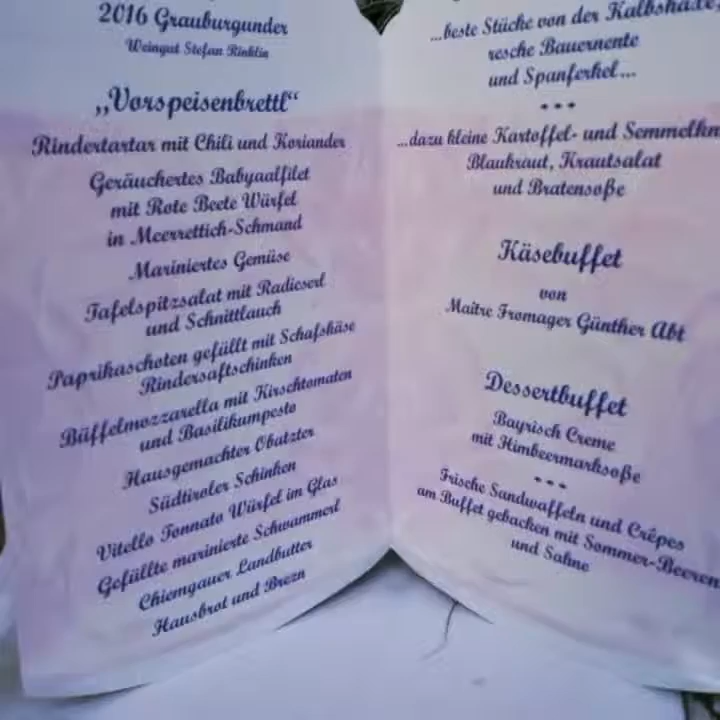 2016 Grauburgunder
Weingut Stefan Rinklin
„Vorspeisenbrettl“
Rindertartar mit Chili und Koriander
Geräuchertes Babyaalfilet
mit Rote Beete Würfel
in Meerrettich-Schmand
Mariniertes Gemüse
Tafelspitzsalat mit Radieserl
und Schnittlauch
Paprikaschoten gefüllt mit Schafskäse
Rindersaftschinken
Büffelmozzarella mit Kirschtomaten
und Basilikumpesto
Hausgemachter Obatzter
Südtiroler Schinken
Vitello Tonnato Würfel im Glas
Gefüllte marinierte Schwammerl
Chiemgauer Landbutter
Hausbrot und Brezn
...beste Stücke von der Kalbshaxe,
resche Bauernente
und Spanferkel...
***
...dazu kleine Kartoffel- und Semmelkn
Blaukraut, Krautsalat
und Bratensoße
Käsebuffet
von
Maitre Fromager Günther Abt
Dessertbuffet
Bayrisch Creme
mit Himbeermarksoße
***
Frische Sandwaffeln und Crêpes
am Buffet gebacken mit Sommer-Beeren
und Sahne